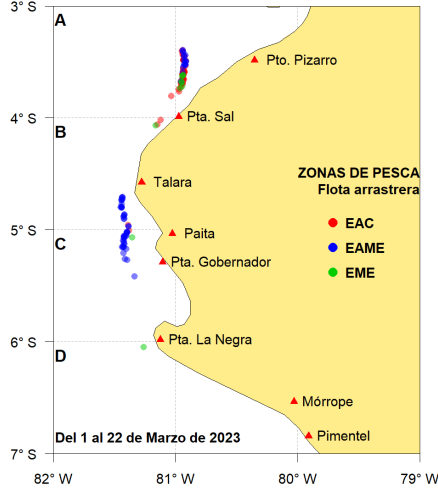 3° S
A
Pto. Pizarro
4° S
Pta. Sal
B
ZONAS DE PESCA
Flota arrastrera
Talara
EAC
5° S
Paita
EAME
C
Pta. Gobernador
EME
6° S
Pta. La Negra
D
Mórrope
Del 1 al 22 de Marzo de 2023
Pimentel
7° S
82° W
81° W
80° W
79° W